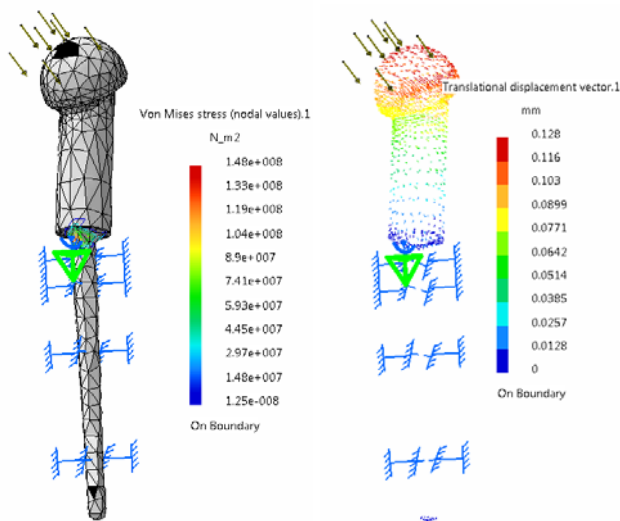 Von Mises stress (nodal values).1
N_m2
1.48e+008
1.33e+008
1.19e+008
1.04e+008
8.9e+007
7.41e+007
5.93e+007
4.45e+007
2.97e+007
1.48e+007
1.25e-008
On Boundary
Translational displacement vector.1
mm
0.128
0.116
0.103
0.0899
0.0771
0.0642
0.0514
0.0385
0.0257
0.0128
0
On Boundary